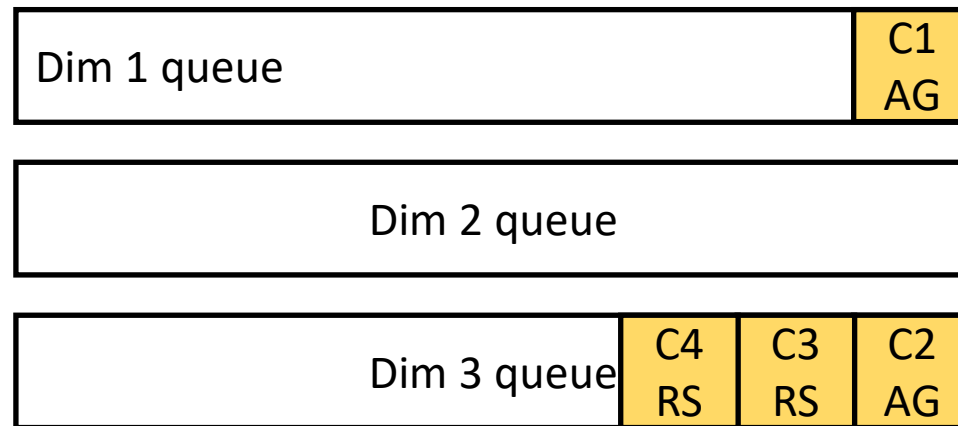 Dim 1 queue
C1
AG
Dim 2 queue
Dim 3 queue
C4
RS
C3
RS
C2
AG